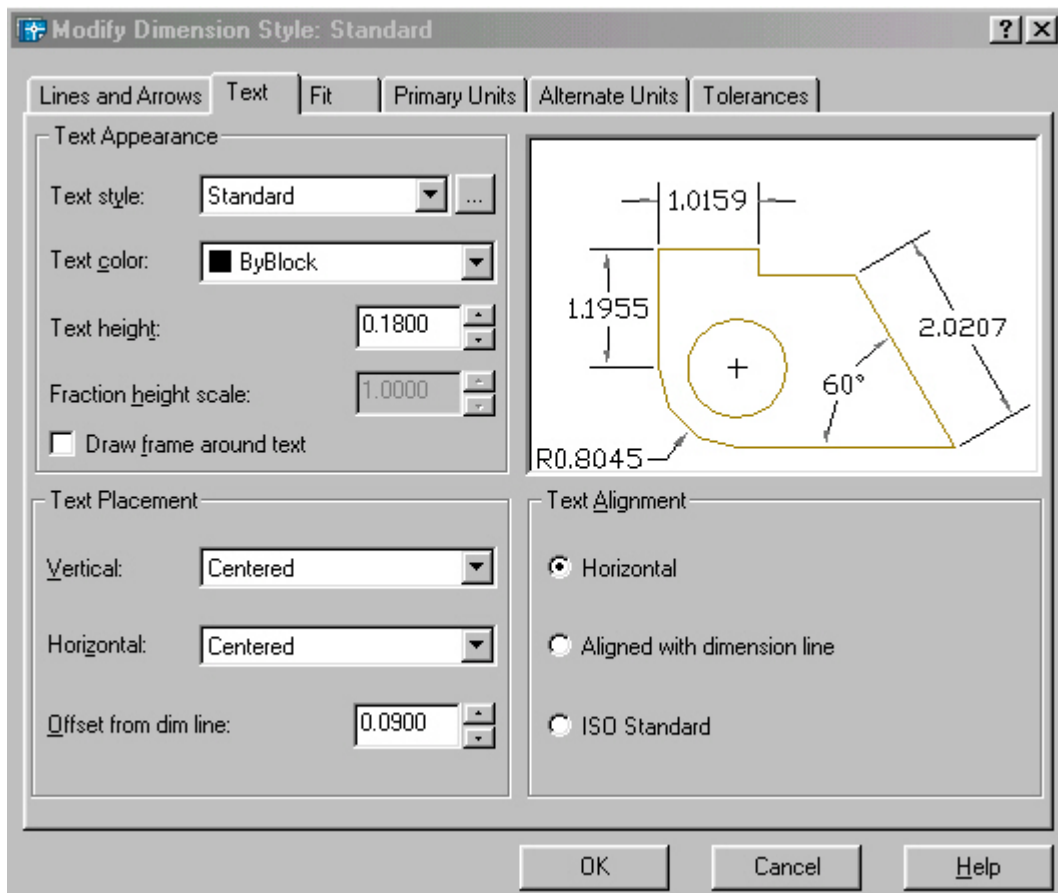 Modify Dimension Style: Standard
Lines and Arrows Text Fit Primary Units Alternate Units Tolerances
Text Appearance
Text style: Standard ...
Text color: ByBlock
Text height: 0.1800
Fraction height scale: 1.0000
Draw frame around text
1.0159
1.1955
2.0207
60°
R0.8045
Text Placement
Vertical: Centered
Horizontal: Centered
Offset from dim line: 0.0900
Text Alignment
Horizontal
Aligned with dimension line
ISO Standard
OK Cancel Help